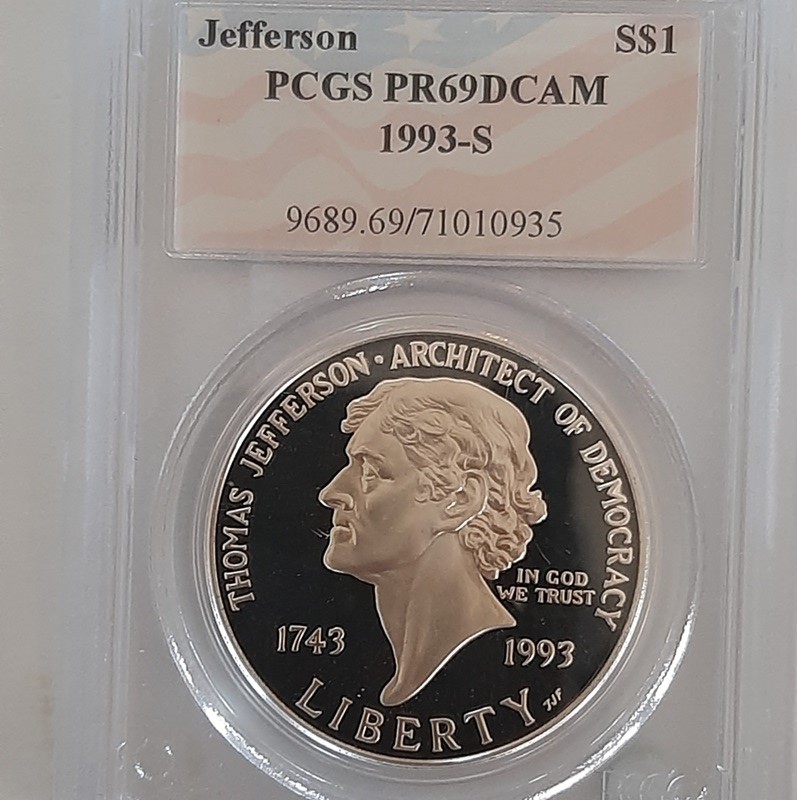 Jefferson S$1
PCGS PR69DCAM
1993-S
9689.69/71010935
THOMAS JEFFERSON · ARCHITECT OF DEMOCRACY
IN GOD
WE TRUST
1743 1993
LIBERTY
TJF